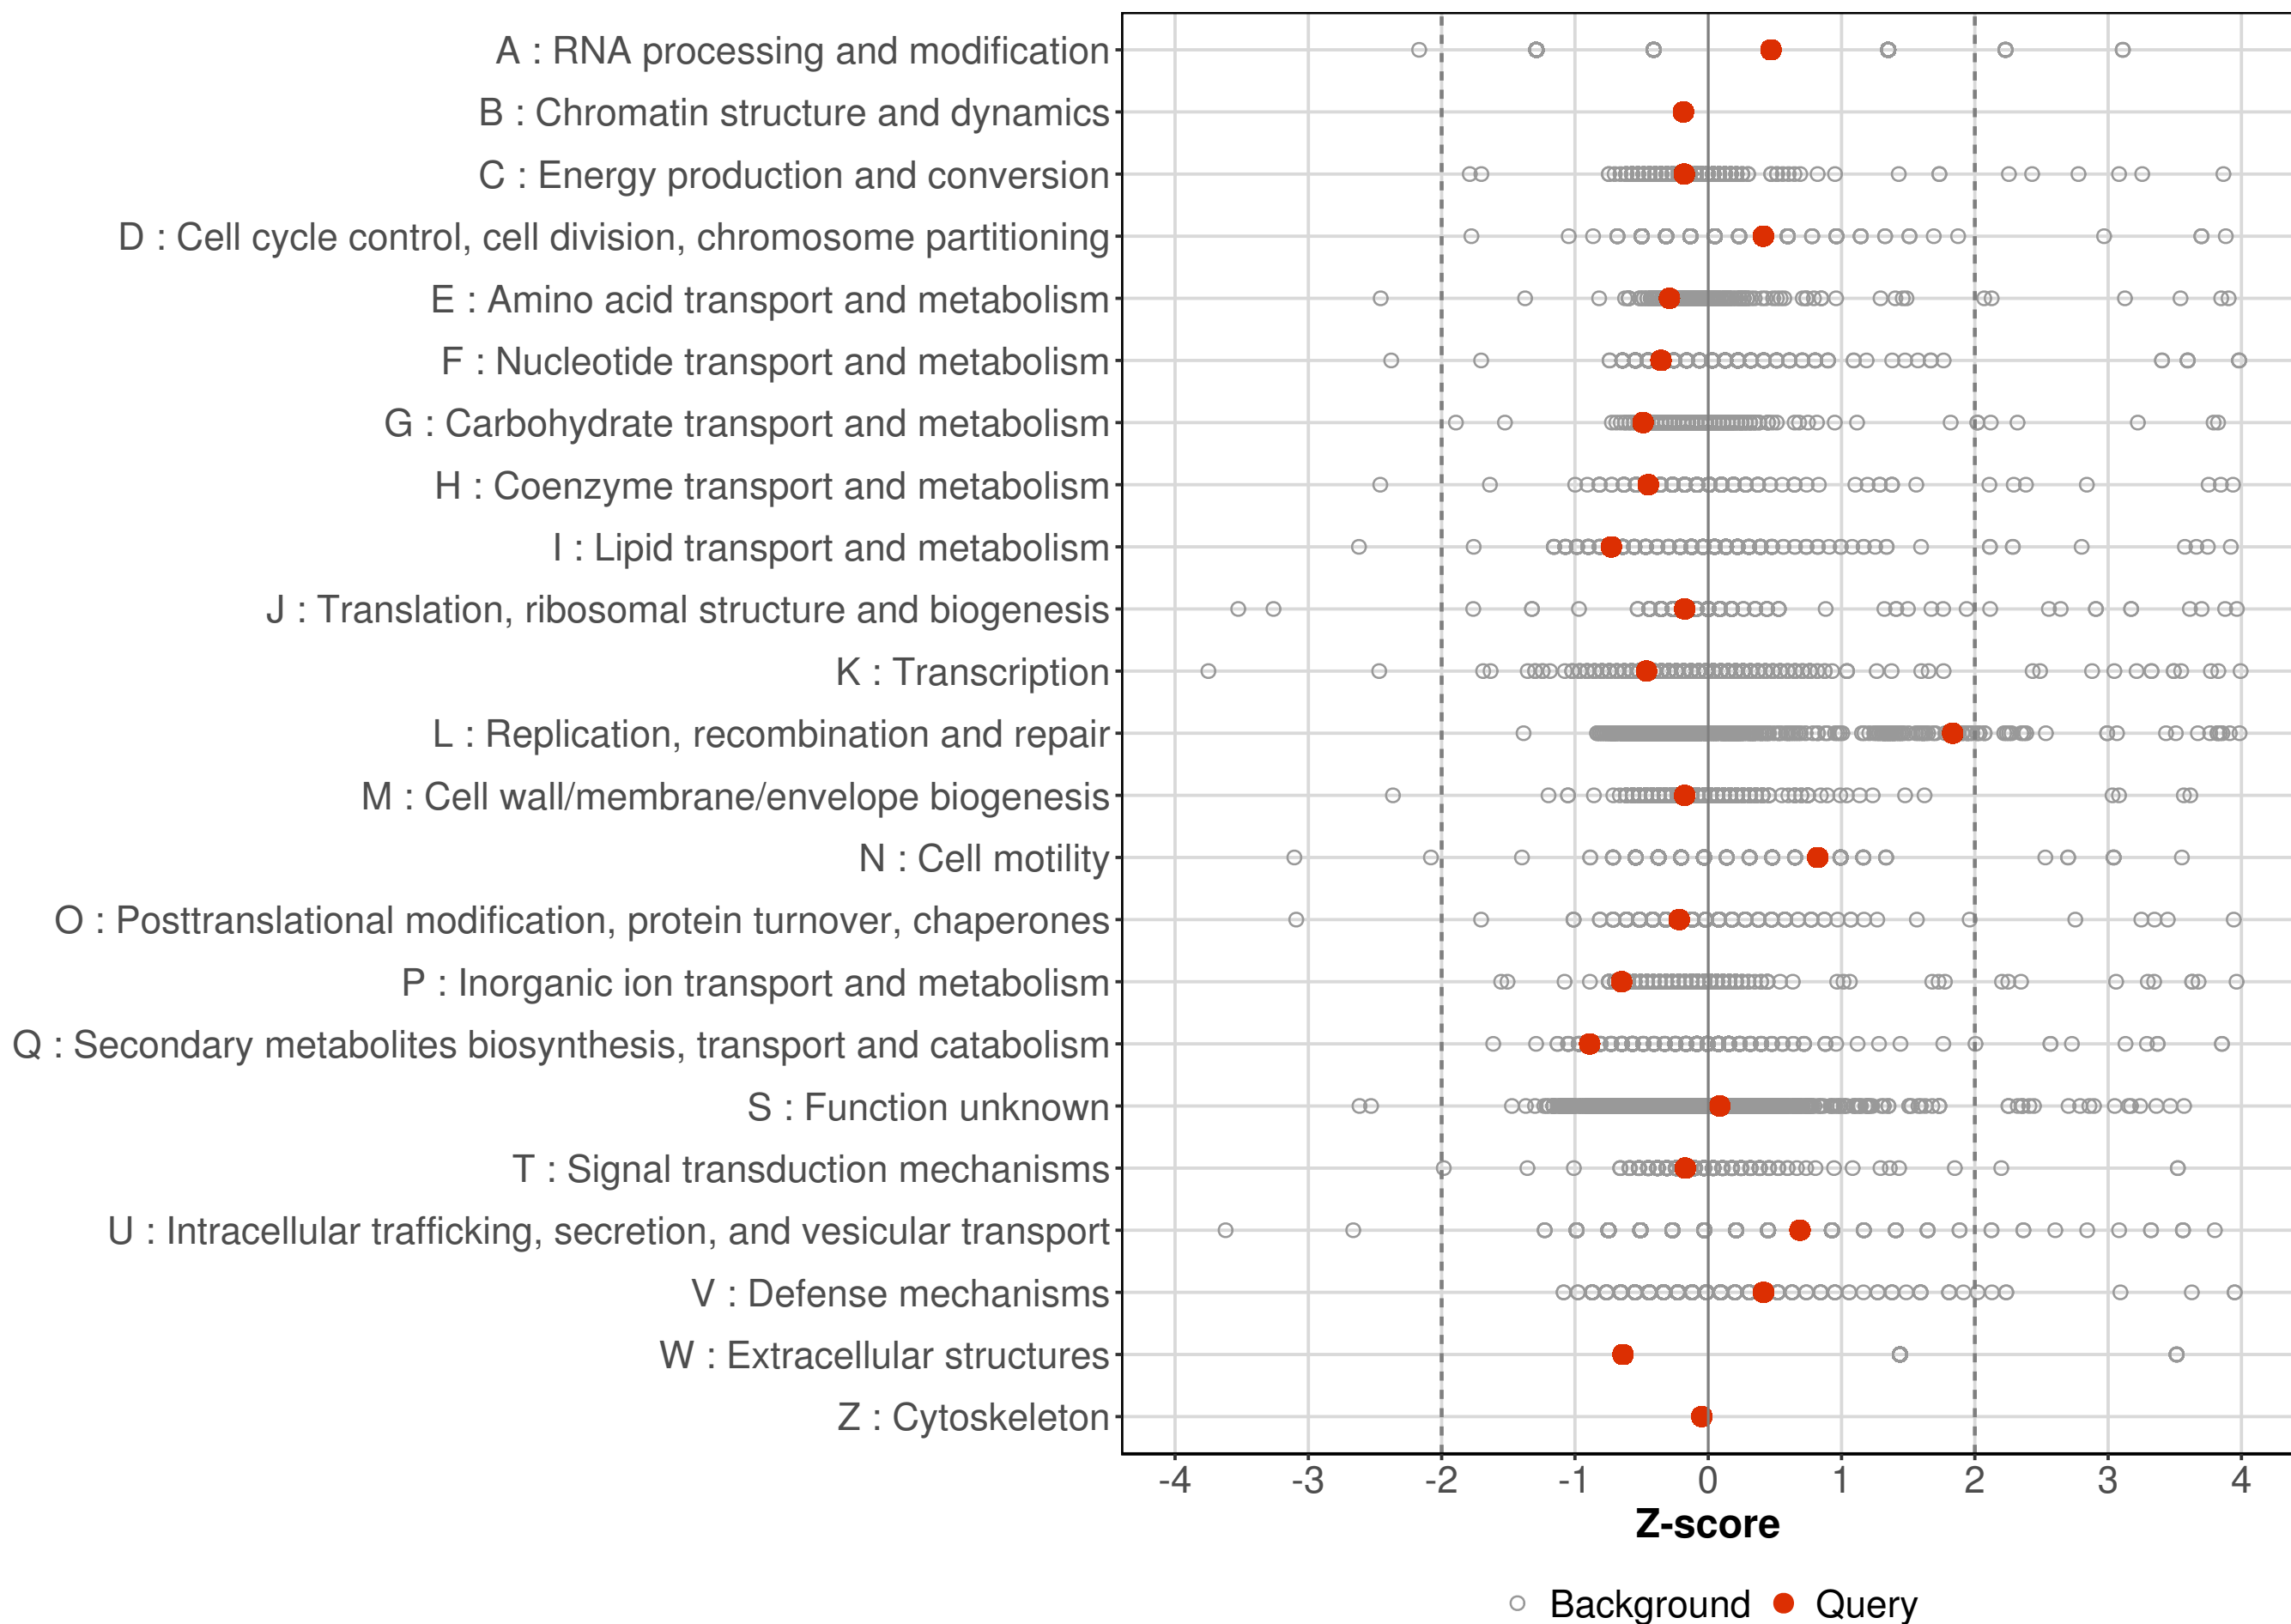 A : RNA processing and modification
B : Chromatin structure and dynamics
C : Energy production and conversion
D : Cell cycle control, cell division, chromosome partitioning
E : Amino acid transport and metabolism
F : Nucleotide transport and metabolism
G : Carbohydrate transport and metabolism
H : Coenzyme transport and metabolism
I : Lipid transport and metabolism
J : Translation, ribosomal structure and biogenesis
K : Transcription
L : Replication, recombination and repair
M : Cell wall/membrane/envelope biogenesis
N : Cell motility
O : Posttranslational modification, protein turnover, chaperones
P : Inorganic ion transport and metabolism
Q : Secondary metabolites biosynthesis, transport and catabolism
S : Function unknown
T : Signal transduction mechanisms
U : Intracellular trafficking, secretion, and vesicular transport
V : Defense mechanisms
W : Extracellular structures
Z : Cytoskeleton
-4 -3 -2 -1 0 1 2 3 4
Z-score
Background Query